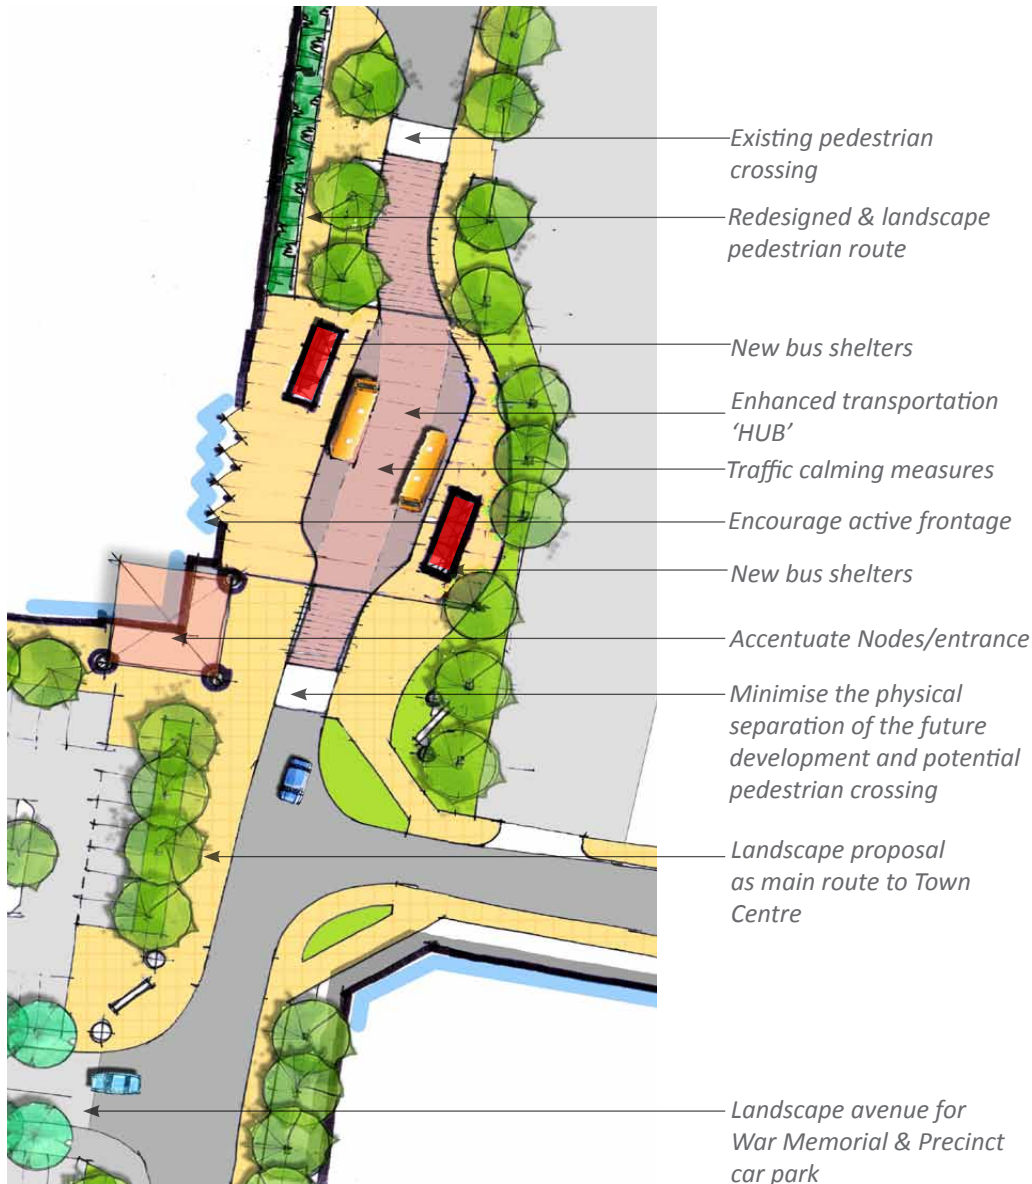 Existing pedestrian
crossing
Redesigned & landscape
pedestrian route
New bus shelters
Enhanced transportation
‘HUB’
Traffic calming measures
Encourage active frontage
New bus shelters
Accentuate Nodes/entrance
Minimise the physical
separation of the future
development and potential
pedestrian crossing
Landscape proposal
as main route to Town
Centre
Landscape avenue for
War Memorial & Precinct
car park